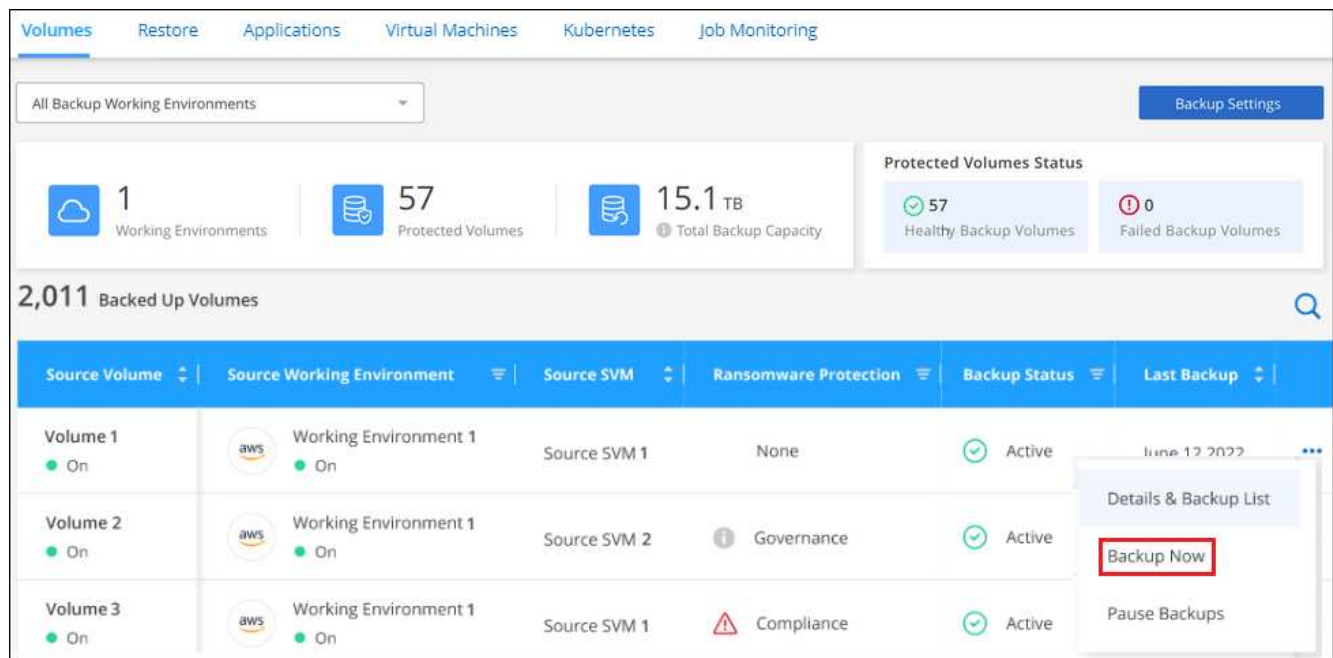 Volumes Restore Applications Virtual Machines Kubernetes Job Monitoring
All Backup Working Environments Backup Settings
Protected Volumes Status
1 57 15.1 TB
Working Environments Protected Volumes Total Backup Capacity
57 0
Healthy Backup Volumes Failed Backup Volumes
2,011 Backed Up Volumes
Source Volume Source Working Environment Source SVM Ransomware Protection Backup Status Last Backup
Volume 1 aws Working Environment 1 Source SVM 1 None Active June 12 2022
On On
Details & Backup List
Volume 2 aws Working Environment 1 Source SVM 2 Governance Active
On On
Backup Now
Volume 3 aws Working Environment 1 Source SVM 1 Compliance Active
On On
Pause Backups